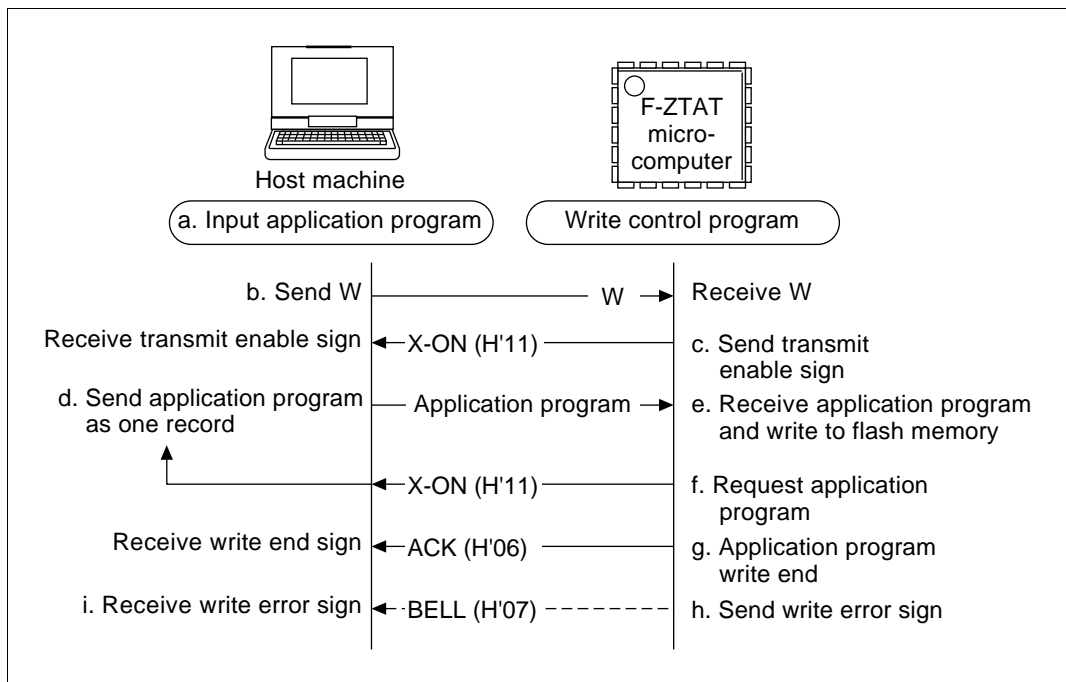 F-ZTAT
micro-
computer
Host machine
a. Input application program
Write control program
b. Send W
W
Receive W
Receive transmit enable sign
X-ON (H'11)
c. Send transmit
enable sign
d. Send application program
as one record
Application program
e. Receive application program
and write to flash memory
X-ON (H'11)
f. Request application
program
Receive write end sign
ACK (H'06)
g. Application program
write end
i. Receive write error sign
BELL (H'07)
h. Send write error sign